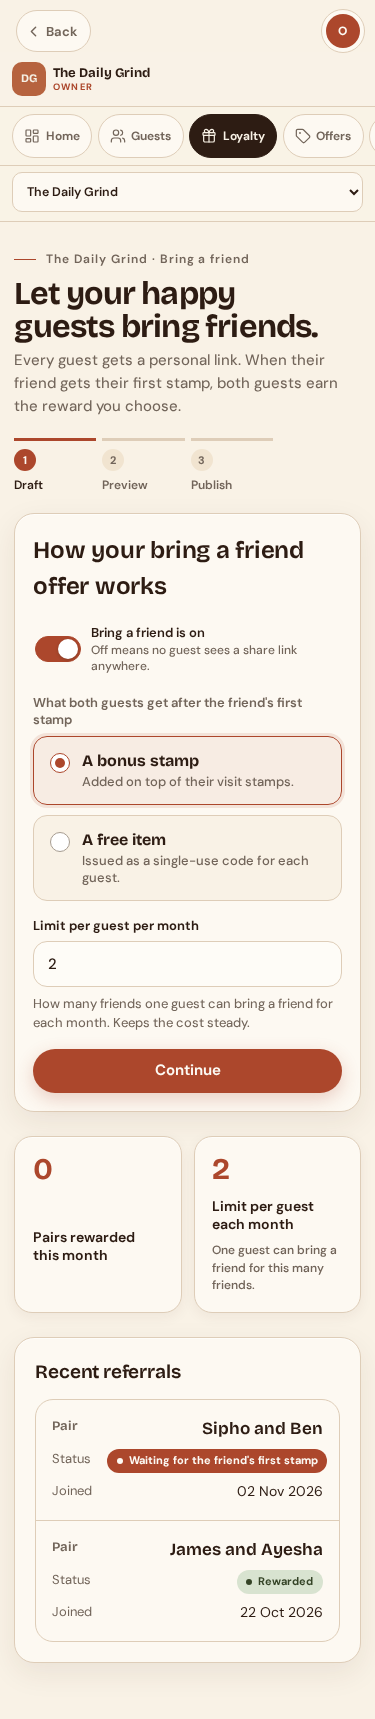 Back
O
DG
The Daily Grind
OWNER
Home
Guests
Loyalty
Offers
The Daily Grind
The Daily Grind · Bring a friend
Let your happy
guests bring friends.
Every guest gets a personal link. When their
friend gets their first stamp, both guests earn
the reward you choose.
1
2
3
Draft
Preview
Publish
How your bring a friend
offer works
Bring a friend is on
Off means no guest sees a share link
anywhere.
What both guests get after the friend's first
stamp
A bonus stamp
Added on top of their visit stamps.
A free item
Issued as a single-use code for each
guest.
Limit per guest per month
2
How many friends one guest can bring a friend for
each month. Keeps the cost steady.
Continue
0
Pairs rewarded
this month
2
Limit per guest
each month
One guest can bring a
friend for this many
friends.
Recent referrals
Pair
Sipho and Ben
Status
Waiting for the friend's first stamp
Joined
02 Nov 2026
Pair
James and Ayesha
Status
Rewarded
Joined
22 Oct 2026